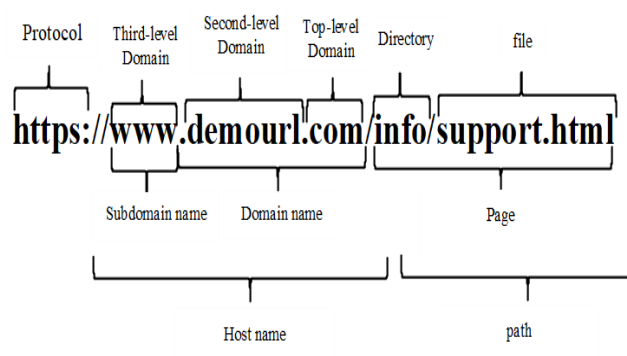 Protocol
Third-level
Domain
Second-level
Domain
Top-level
Domain
Directory
file
https://www.demourl.com/info/support.html
Subdomain name
Domain name
Page
Host name
path